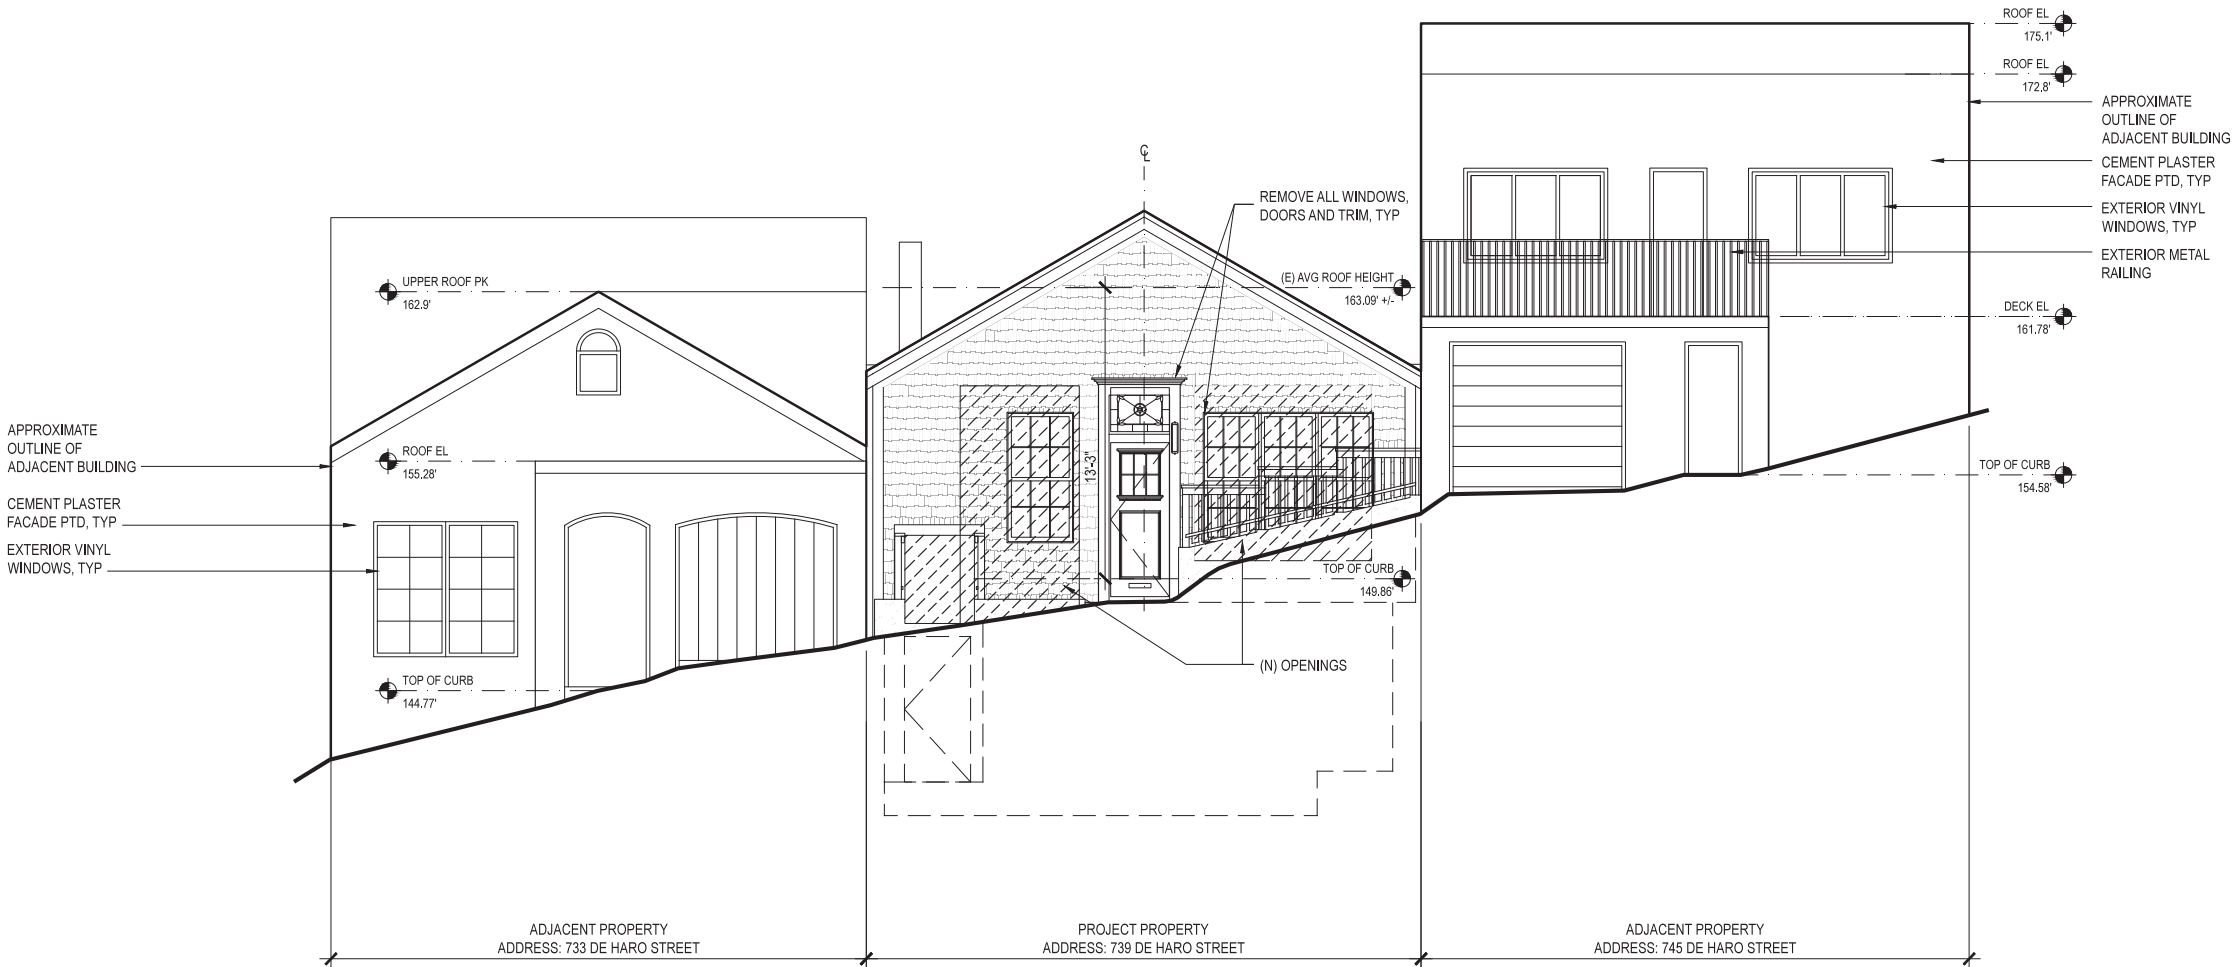 ROOF EL
175.1'
ROOF EL
172.8'
APPROXIMATE
OUTLINE OF
ADJACENT BUILDING
CEMENT PLASTER
FACADE PTD, TYP
EXTERIOR VINYL
WINDOWS, TYP
EXTERIOR METAL
RAILING
DECK EL
161.78'
TOP OF CURB
154.58'
℄
REMOVE ALL WINDOWS,
DOORS AND TRIM, TYP
(E) AVG ROOF HEIGHT
163.09' +/-
13'-3"
TOP OF CURB
149.86'
(N) OPENINGS
UPPER ROOF PK
162.9'
ROOF EL
155.28'
TOP OF CURB
144.77'
APPROXIMATE
OUTLINE OF
ADJACENT BUILDING
CEMENT PLASTER
FACADE PTD, TYP
EXTERIOR VINYL
WINDOWS, TYP
ADJACENT PROPERTY
ADDRESS: 733 DE HARO STREET
PROJECT PROPERTY
ADDRESS: 739 DE HARO STREET
ADJACENT PROPERTY
ADDRESS: 745 DE HARO STREET